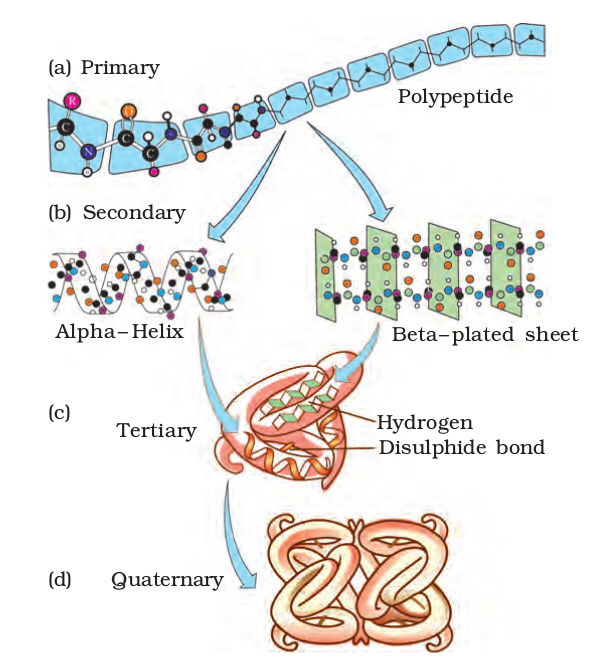 (a) Primary
Polypeptide
R
O
C
C
C
N
(b) Secondary
Alpha–Helix
Beta–plated sheet
(c)
Tertiary
Hydrogen
Disulphide bond
(d) Quaternary